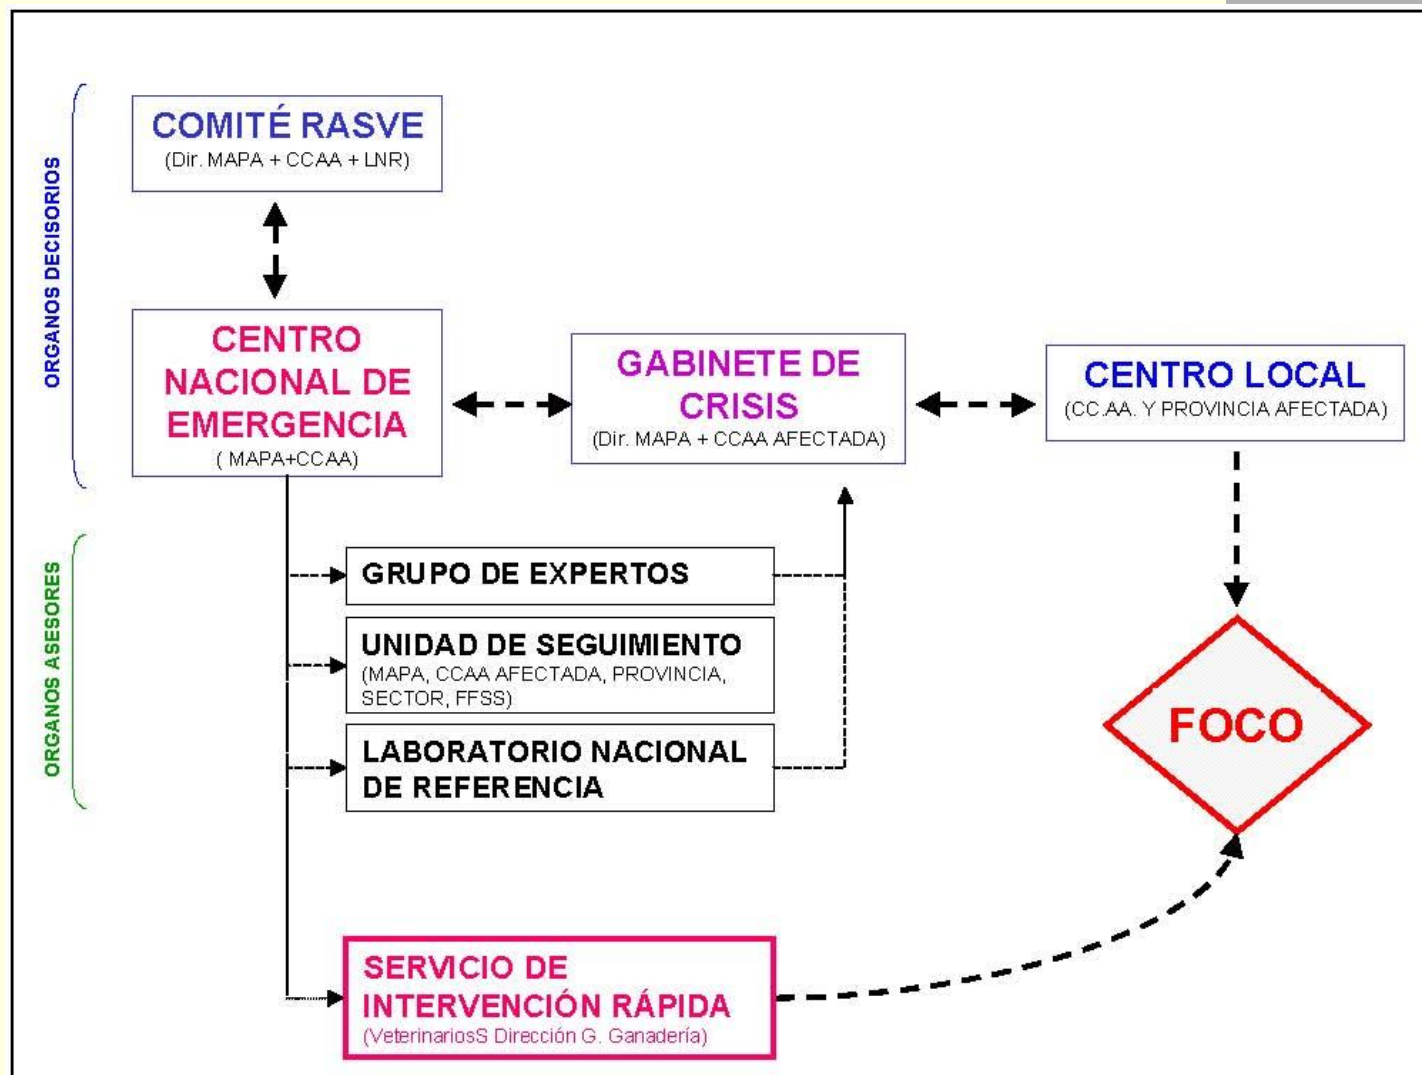 ORGANOS DECISORIOS
COMITÉ RASVE
(Dir. MAPA + CCAA + LNR)
CENTRO
NACIONAL DE
EMERGENCIA
( MAPA+CCAA)
GABINETE DE
CRISIS
(Dir. MAPA + CCAA AFECTADA)
CENTRO LOCAL
(CC.AA. Y PROVINCIA AFECTADA)
ORGANOS ASESORES
GRUPO DE EXPERTOS
UNIDAD DE SEGUIMIENTO
(MAPA, CCAA AFECTADA, PROVINCIA,
SECTOR, FFSS)
LABORATORIO NACIONAL
DE REFERENCIA
FOCO
SERVICIO DE
INTERVENCIÓN RÁPIDA
(VeterinariosS Dirección G. Ganadería)